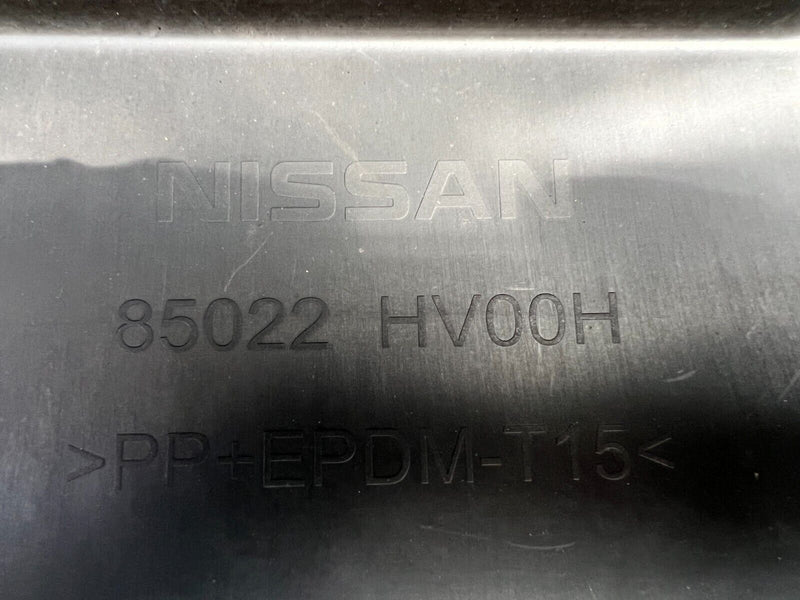 NISSAN
85022 HV00H
>PP+EPDM-T15<